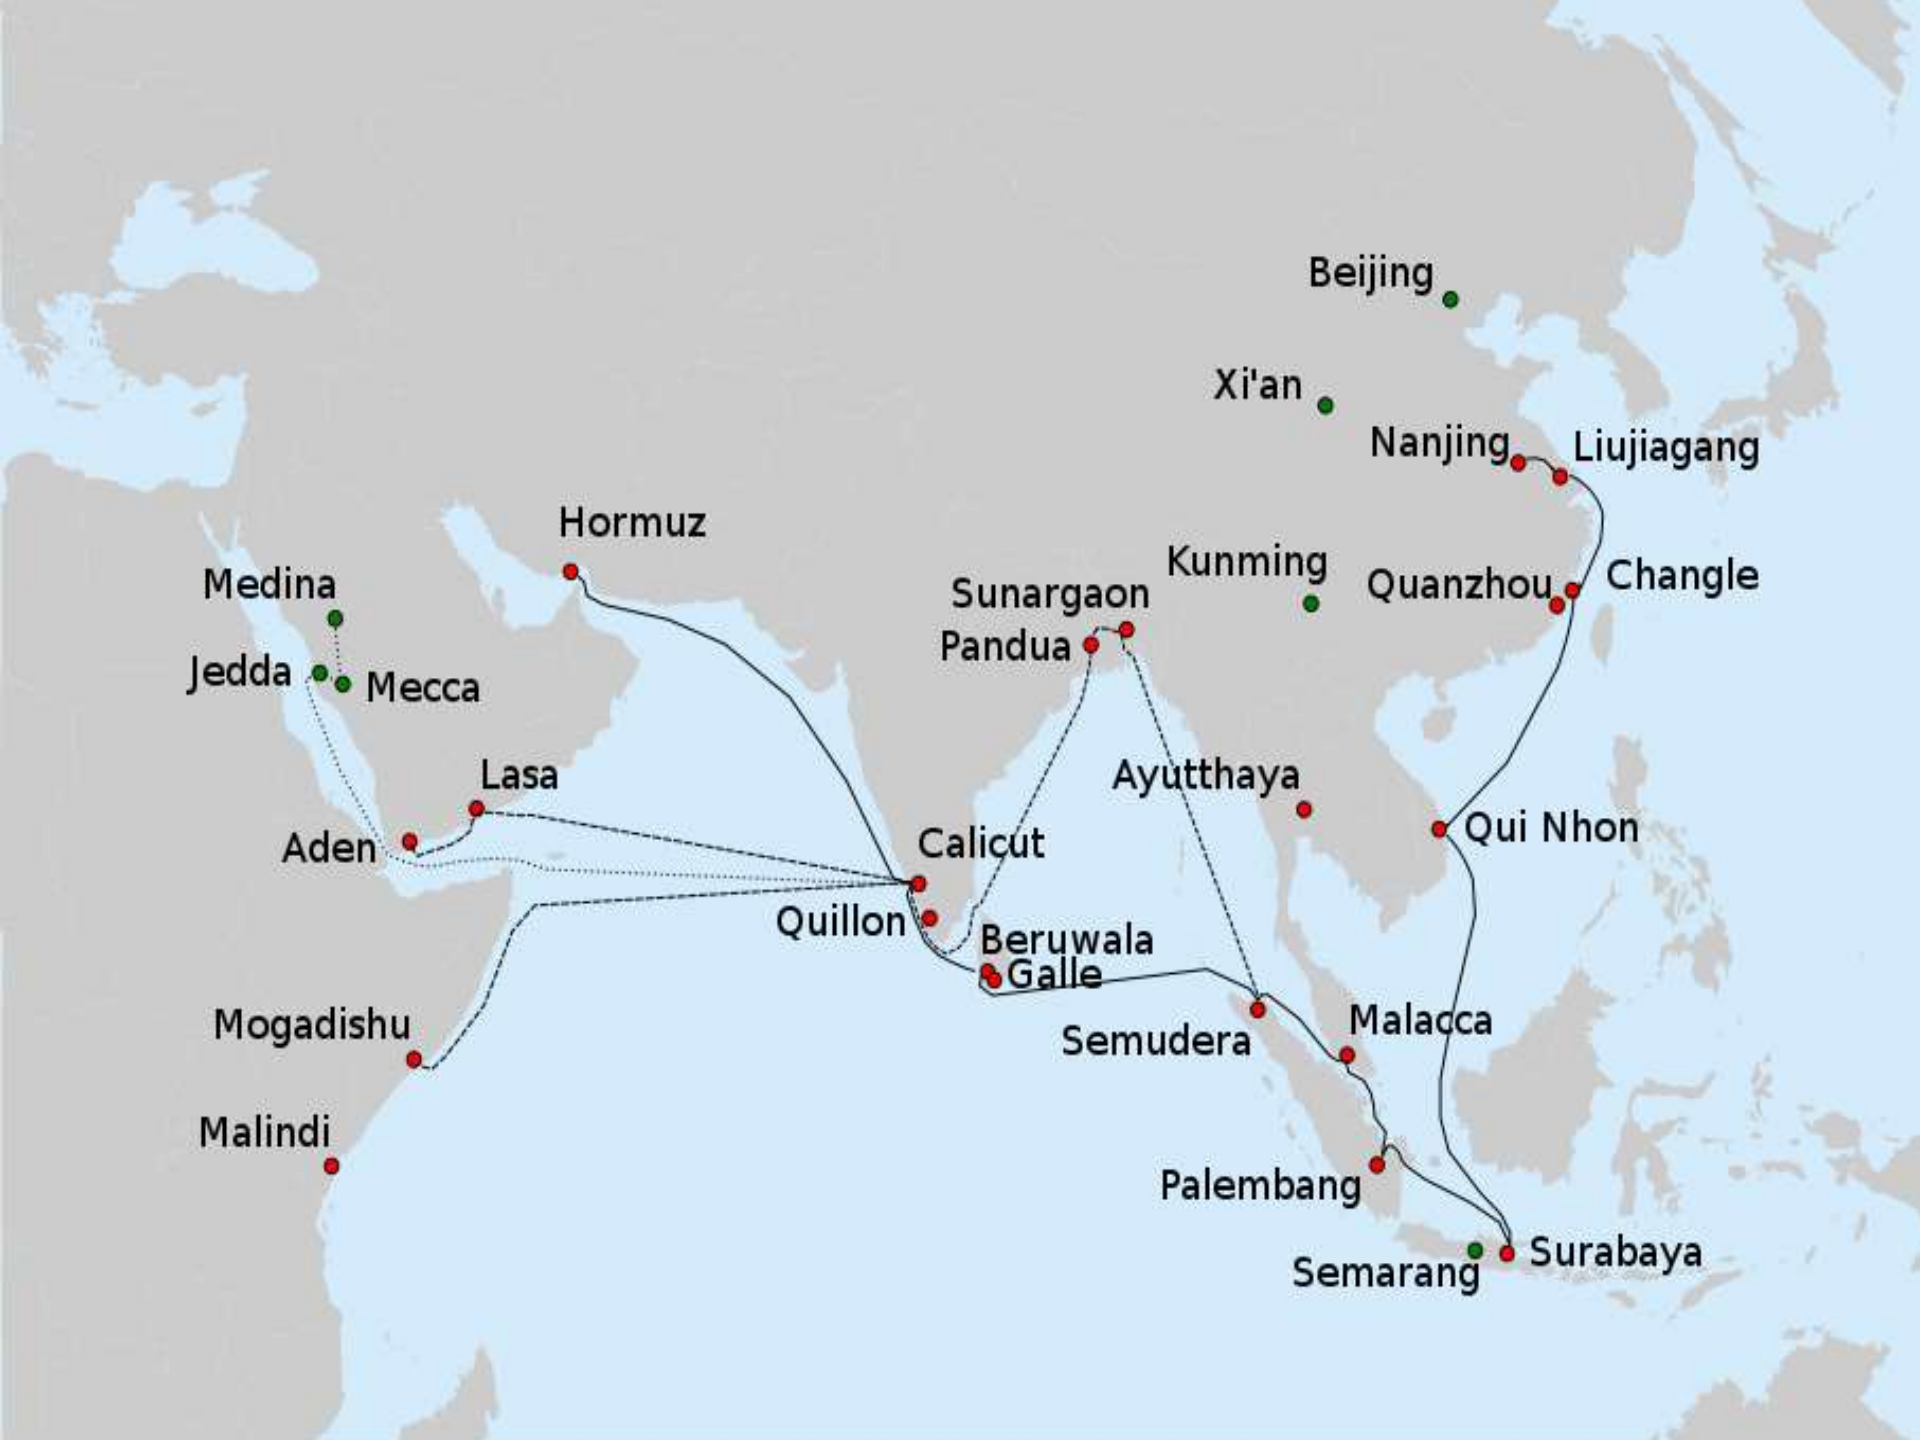 Beijing
Xi'an
Nanjing
Liujiagang
Hormuz
Kunming
Changle
Quanzhou
Medina
Sunargaon
Pandua
Jedda
Mecca
Lasa
Ayutthaya
Qui Nhon
Aden
Calicut
Quillon
Beruwala
Galle
Mogadishu
Malacca
Semudera
Malindi
Palembang
Surabaya
Semarang